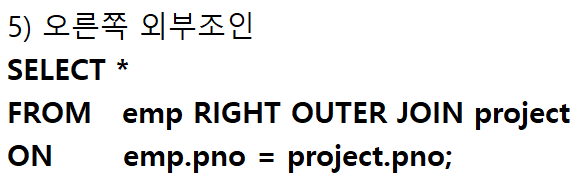 5) 오른쪽 외부조인
SELECT *
FROM emp RIGHT OUTER JOIN project
ON emp.pno = project.pno;